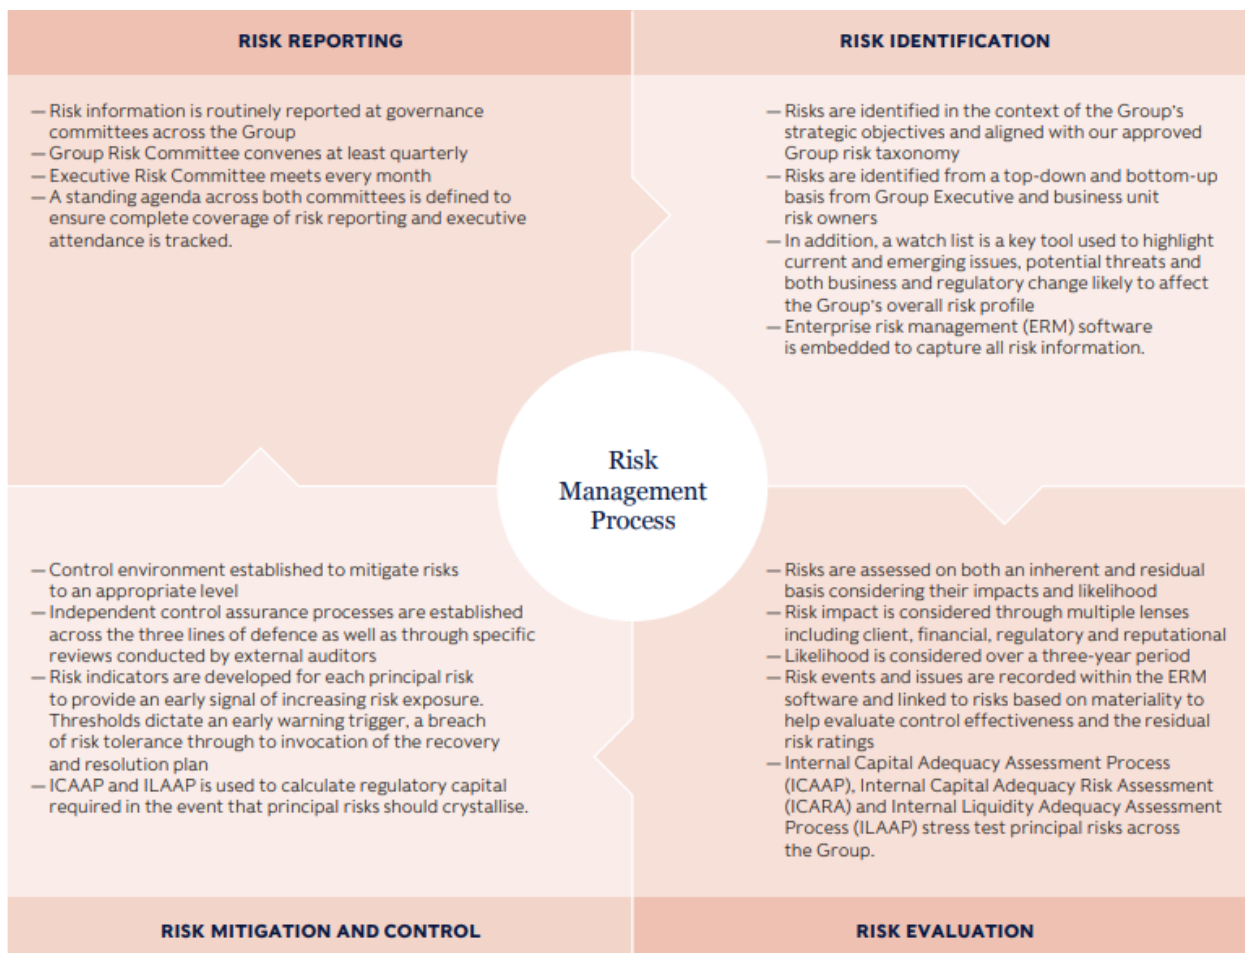 RISK REPORTING
— Risk information is routinely reported at governance
committees across the Group
— Group Risk Committee convenes at least quarterly
— Executive Risk Committee meets every month
— A standing agenda across both committees is defined to
ensure complete coverage of risk reporting and executive
attendance is tracked.
RISK IDENTIFICATION
— Risks are identified in the context of the Group's
strategic objectives and aligned with our approved
Group risk taxonomy
— Risks are identified from a top-down and bottom-up
basis from Group Executive and business unit
risk owners
— In addition, a watch list is a key tool used to highlight
current and emerging issues, potential threats and
both business and regulatory change likely to affect
the Group's overall risk profile
— Enterprise risk management (ERM) software
is embedded to capture all risk information.
Risk
Management
Process
— Control environment established to mitigate risks
to an appropriate level
— Independent control assurance processes are established
across the three lines of defence as well as through specific
reviews conducted by external auditors
— Risk indicators are developed for each principal risk
to provide an early signal of increasing risk exposure.
Thresholds dictate an early warning trigger, a breach
of risk tolerance through to invocation of the recovery
and resolution plan
— ICAAP and ILAAP is used to calculate regulatory capital
required in the event that principal risks should crystallise.
RISK MITIGATION AND CONTROL
— Risks are assessed on both an inherent and residual
basis considering their impacts and likelihood
— Risk impact is considered through multiple lenses
including client, financial, regulatory and reputational
— Likelihood is considered over a three-year period
— Risk events and issues are recorded within the ERM
software and linked to risks based on materiality to
help evaluate control effectiveness and the residual
risk ratings
— Internal Capital Adequacy Assessment Process
(ICAAP), Internal Capital Adequacy Risk Assessment
(ICARA) and Internal Liquidity Adequacy Assessment
Process (ILAAP) stress test principal risks across
the Group.
RISK EVALUATION